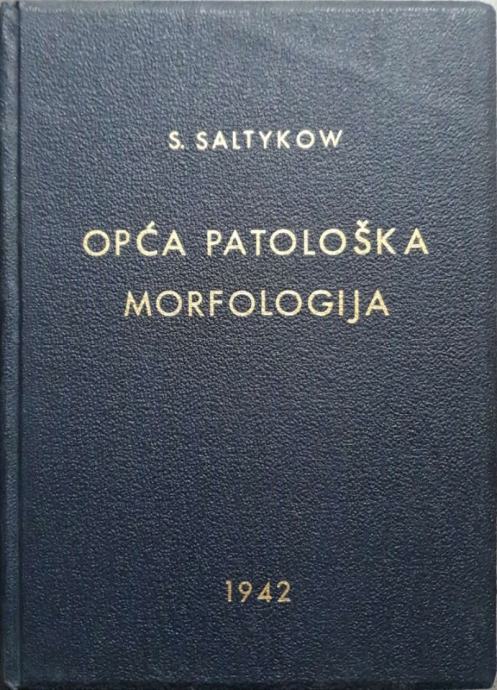 S. SALTYKOW
OPĆA PATOLOŠKA
MORFOLOGIJA
1942